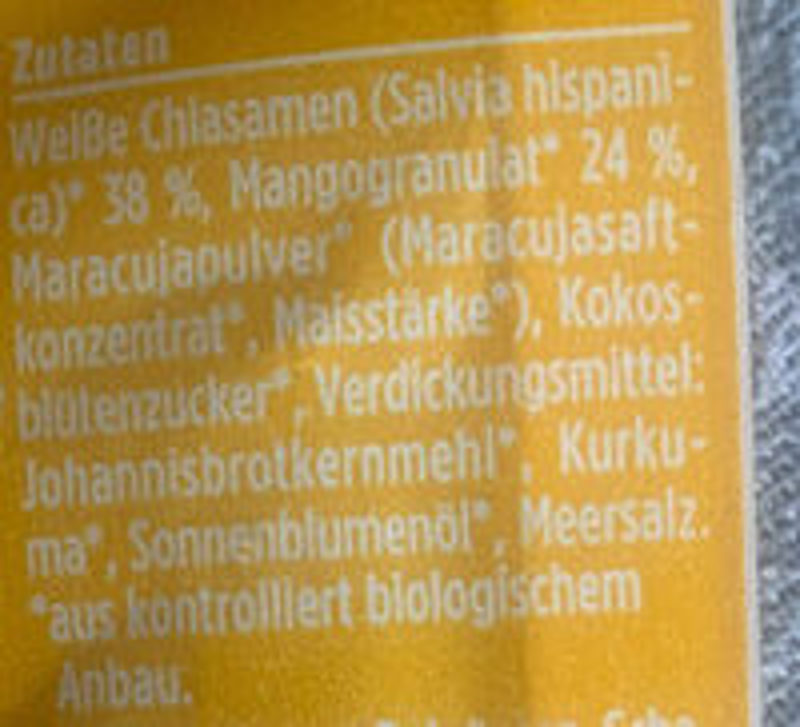 Zutaten
Weiße Chiasamen (Salvia hispani-
ca)* 38 %, Mangogranulat* 24 %,
Maracujapulver* (Maracujasaft-
konzentrat*, Maisstärke*), Kokos-
blütenzucker*, Verdickungsmittel:
Johannisbrotkernmehl*, Kurku-
ma*, Sonnenblumenöl*, Meersalz.
*aus kontrolliert biologischem
Anbau.